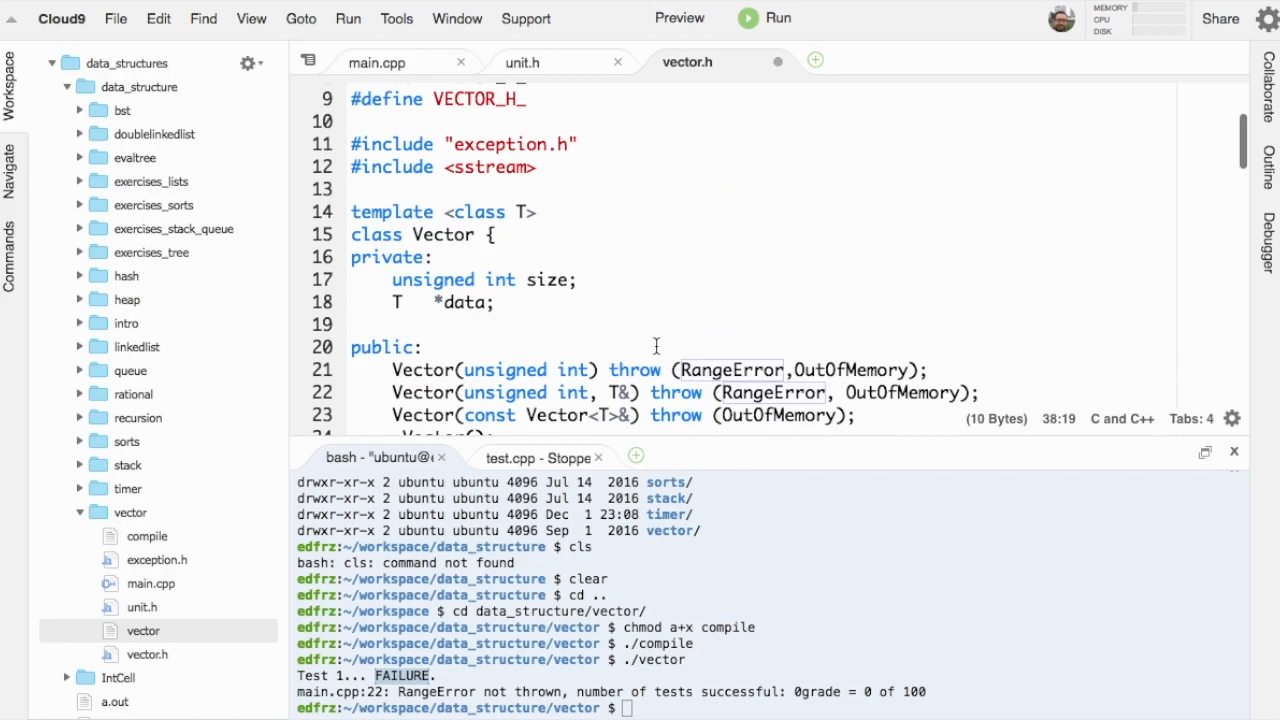 Cloud9 File Edit Find View Goto Run Tools Window Support Preview Run MEMORY CPU DISK Share
Workspace
Navigate
Commands
data_structures
data_structure
bst
doublelinkedlist
evaltree
exercises_lists
exercises_sorts
exercises_stack_queue
exercises_tree
hash
heap
intro
linkedlist
queue
rational
recursion
sorts
stack
timer
vector
compile
exception.h
main.cpp
unit.h
vector
vector.h
IntCell
a.out
main.cpp unit.h vector.h
9 #define VECTOR_H_
10
11 #include "exception.h"
12 #include <sstream>
13
14 template <class T>
15 class Vector {
16 private:
17 unsigned int size;
18 T *data;
19
20 public:
21 Vector(unsigned int) throw (RangeError,OutOfMemory);
22 Vector(unsigned int, T&) throw (RangeError, OutOfMemory);
23 Vector(const Vector<T>&) throw (OutOfMemory);
(10 Bytes) 38:19 C and C++ Tabs: 4
Collaborate
Outline
Debugger
bash - "ubuntu@e test.cpp - Stoppe
drwxr-xr-x 2 ubuntu ubuntu 4096 Jul 14 2016 sorts/
drwxr-xr-x 2 ubuntu ubuntu 4096 Jul 14 2016 stack/
drwxr-xr-x 2 ubuntu ubuntu 4096 Dec 1 23:08 timer/
drwxr-xr-x 2 ubuntu ubuntu 4096 Sep 1 2016 vector/
edfrz:~/workspace/data_structure $ cls
bash: cls: command not found
edfrz:~/workspace/data_structure $ clear
edfrz:~/workspace/data_structure $ cd ..
edfrz:~/workspace $ cd data_structure/vector/
edfrz:~/workspace/data_structure/vector $ chmod a+x compile
edfrz:~/workspace/data_structure/vector $ ./compile
edfrz:~/workspace/data_structure/vector $ ./vector
Test 1... FAILURE.
main.cpp:22: RangeError not thrown, number of tests successful: 0grade = 0 of 100
edfrz:~/workspace/data_structure/vector $